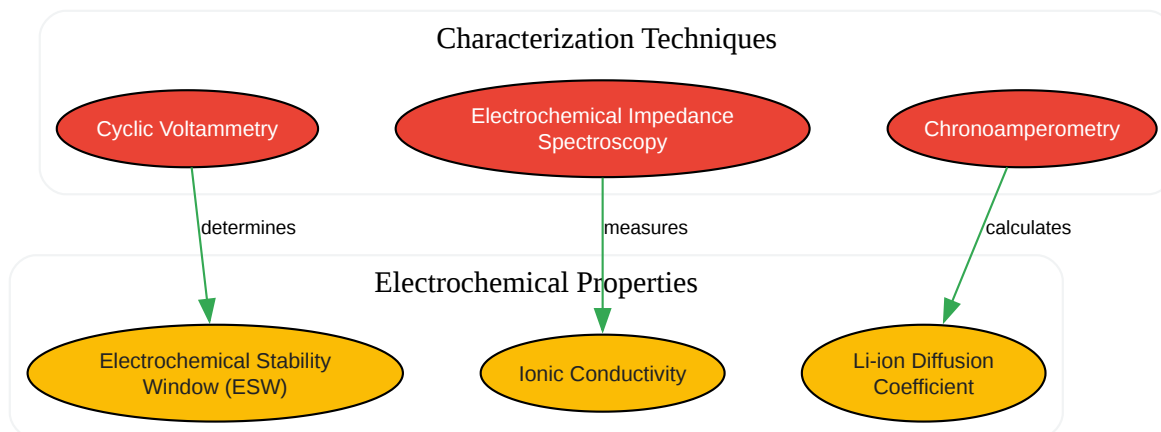 Characterization Techniques
Cyclic Voltammetry
Electrochemical Impedance
Spectroscopy
Chronoamperometry
determines
measures
calculates
Electrochemical Properties
Electrochemical Stability
Window (ESW)
Ionic Conductivity
Li-ion Diffusion
Coefficient